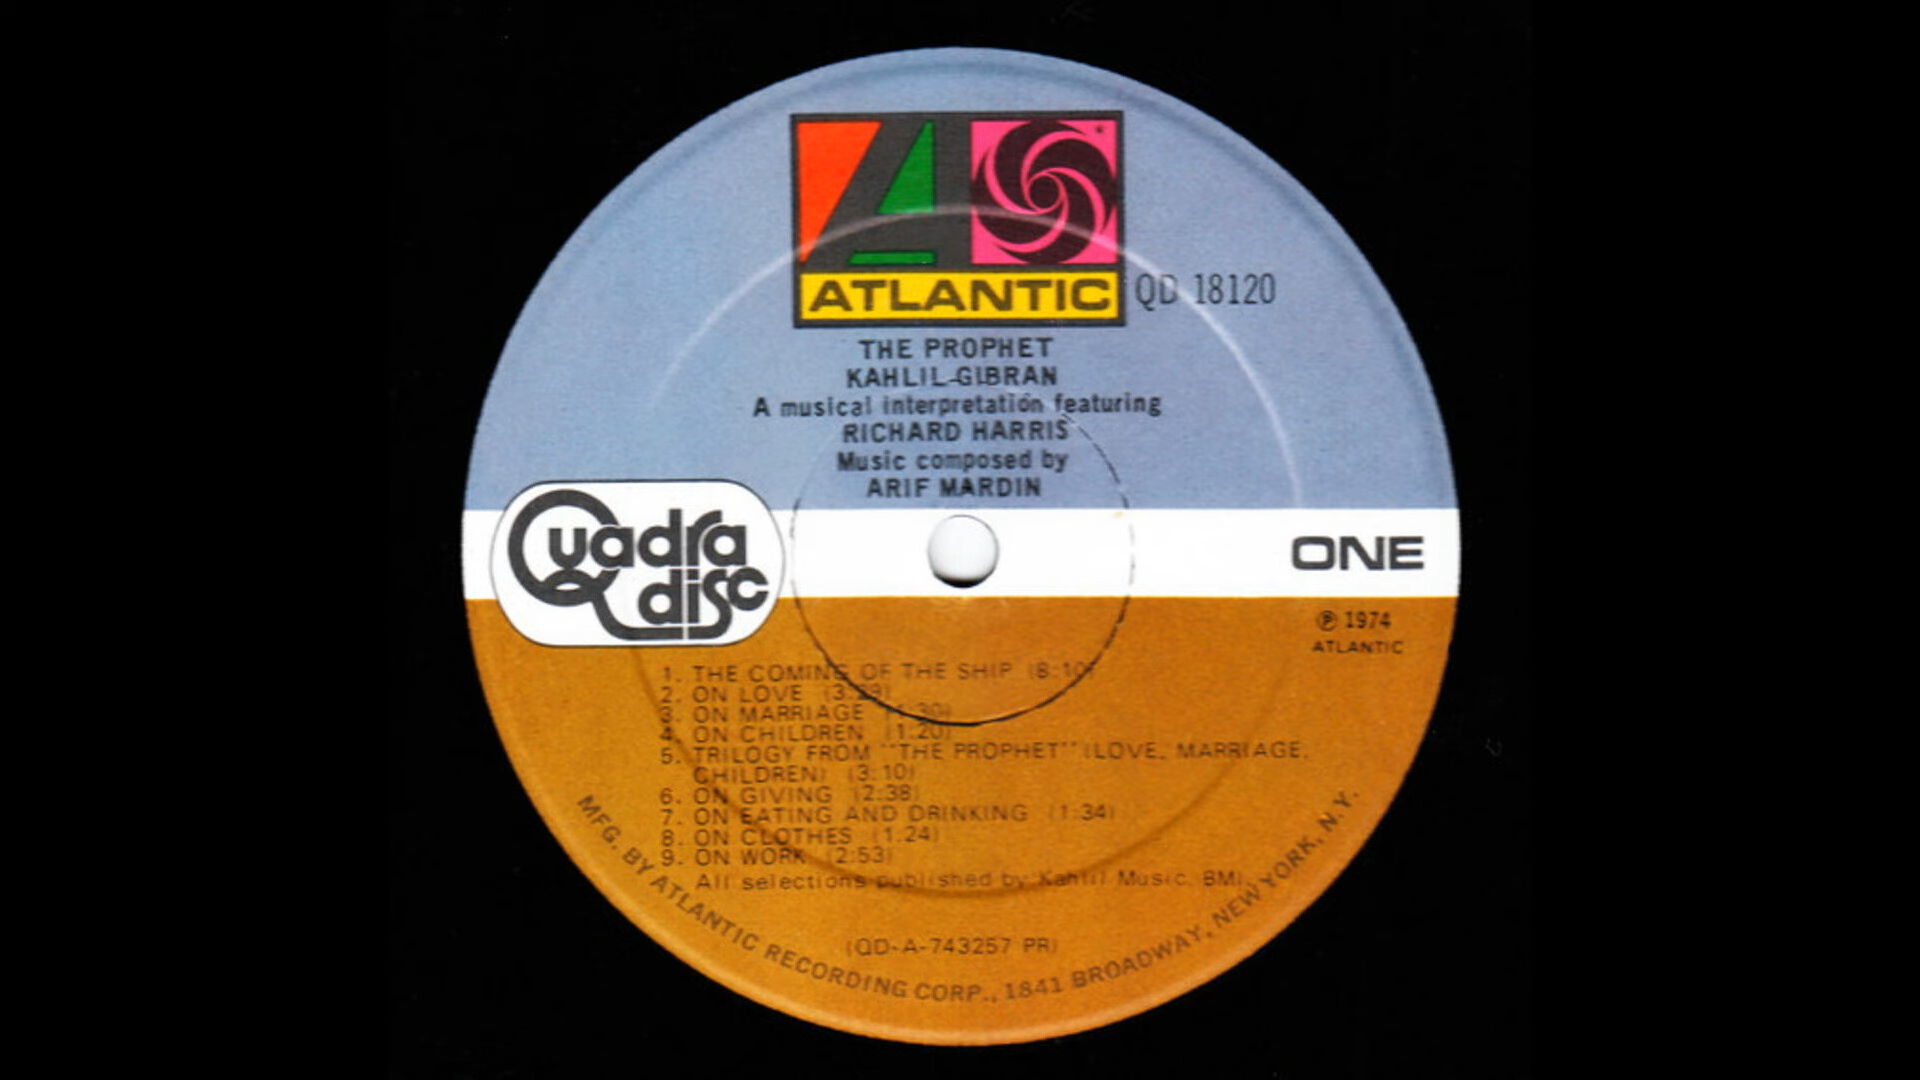 ATLANTIC
QD 18120
THE PROPHET
KAHLIL GIBRAN
A musical interpretation featuring
RICHARD HARRIS
Music composed by
ARIF MARDIN
Quadra
disc
ONE
℗ 1974
ATLANTIC
1. THE COMING OF THE SHIP (8:10)
2. ON LOVE (3:29)
3. ON MARRIAGE (1:30)
4. ON CHILDREN (1:20)
5. TRILOGY FROM "THE PROPHET" (LOVE, MARRIAGE,
CHILDREN) (3:10)
6. ON GIVING (2:38)
7. ON EATING AND DRINKING (1:34)
8. ON CLOTHES (1.24)
9. ON WORK (2:53)
All selections published by Kahlil Music, BMI
(QD-A-743257 PR)
MFG. BY ATLANTIC RECORDING CORP., 1841 BROADWAY, NEW YORK, N.Y.